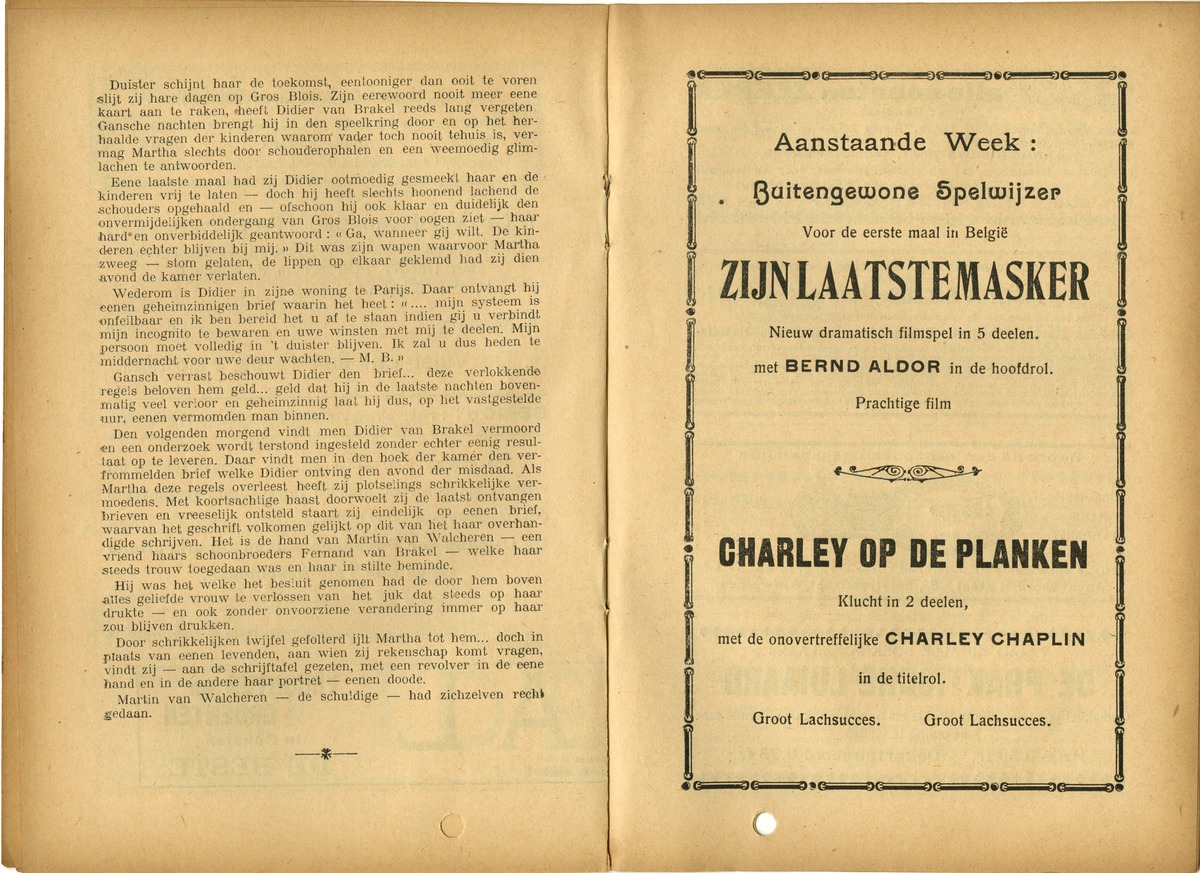 Duister schijnt haar de toekomst, eentooniger dan ooit te voren
slijt zij hare dagen op Gros Blois. Zijn eerewoord nooit meer eene
kaart aan te raken, heeft Didier van Brakel reeds lang vergeten.
Gansche nachten brengt hij in den speelkring door en op het her-
haalde vragen der kinderen waarom vader toch nooit tehuis is, ver-
mag Martha slechts door schouderophalen en een weemoedig glim-
lachen te antwoorden.
Eene laatste maal had zij Didier ootmoedig gesmeekt haar en de
kinderen vrij te laten — doch hij heeft slechts hoonend lachend de
schouders opgehaald en — ofschoon hij ook klaar en duidelijk den
onvermijdelijken ondergang van Gros Blois voor oogen ziet — haar
hard en onverbiddelijk geantwoord : « Ga, wanneer gij wilt. De kin-
deren echter blijven bij mij. » Dit was zijn wapen waarvoor Martha
zweeg — stom gelaten, de lippen op elkaar geklemd had zij dien
avond de kamer verlaten.
Wederom is Didier in zijne woning te Parijs. Daar ontvangt hij
eenen geheimzinnigen brief waarin het heet : « .... mijn systeem is
onfeilbaar en ik ben bereid het u af te staan indien gij u verbindt
mijn incognito te bewaren en uwe winsten met mij te deelen. Mijn
persoon moet volledig in 't duister blijven. Ik zal u dus heden te
middernacht voor uwe deur wachten. — M. B. »
Gansch verrast beschouwt Didier den brief... deze verlokkende
regels beloven hem geld... geld dat hij in de laatste nachten boven-
matig veel verloor en geheimzinnig laat hij dus, op het vastgestelde
uur, eenen vermomden man binnen.
Den volgenden morgend vindt men Didier van Brakel vermoord
en een onderzoek wordt terstond ingesteld zonder echter eenig resul-
taat op te leveren. Daar vindt men in den hoek der kamer den ver-
frommelden brief welke Didier ontving den avond der misdaad. Als
Martha deze regels overleest heeft zij plotselings schrikkelijke ver-
moedens. Met koortsachtige haast doorwoelt zij de laatst ontvangen
brieven en vreeselijk ontsteld staart zij eindelijk op eenen brief,
waarvan het geschrift volkomen gelijkt op dit van het haar overhan-
digde schrijven. Het is de hand van Martin van Walcheren — een
vriend haars schoonbroeders Fernand van Brakel — welke haar
steeds trouw toegedaan was en haar in stilte beminde.
Hij was het welke het besluit genomen had de door hem boven
alles geliefde vrouw te verlossen van het juk dat steeds op haar
drukte — en ook zonder onvoorziene verandering immer op haar
zou blijven drukken.
Door schrikkelijken twijfel gefolterd ijlt Martha tot hem... doch in
plaats van eenen levenden, aan wien zij rekenschap komt vragen,
vindt zij — aan de schrijftafel gezeten, met een revolver in de eene
hand en in de andere haar portret — eenen doode.
Martin van Walcheren — de schuldige — had zichzelven recht
gedaan.
Aanstaande Week :
Buitengewone Spelwijzer
Voor de eerste maal in België
ZIJN LAATSTE MASKER
Nieuw dramatisch filmspel in 5 deelen.
met BERND ALDOR in de hoofdrol.
Prachtige film
CHARLEY OP DE PLANKEN
Klucht in 2 deelen,
met de onovertreffelijke CHARLEY CHAPLIN
in de titelrol.
Groot Lachsucces. Groot Lachsucces.